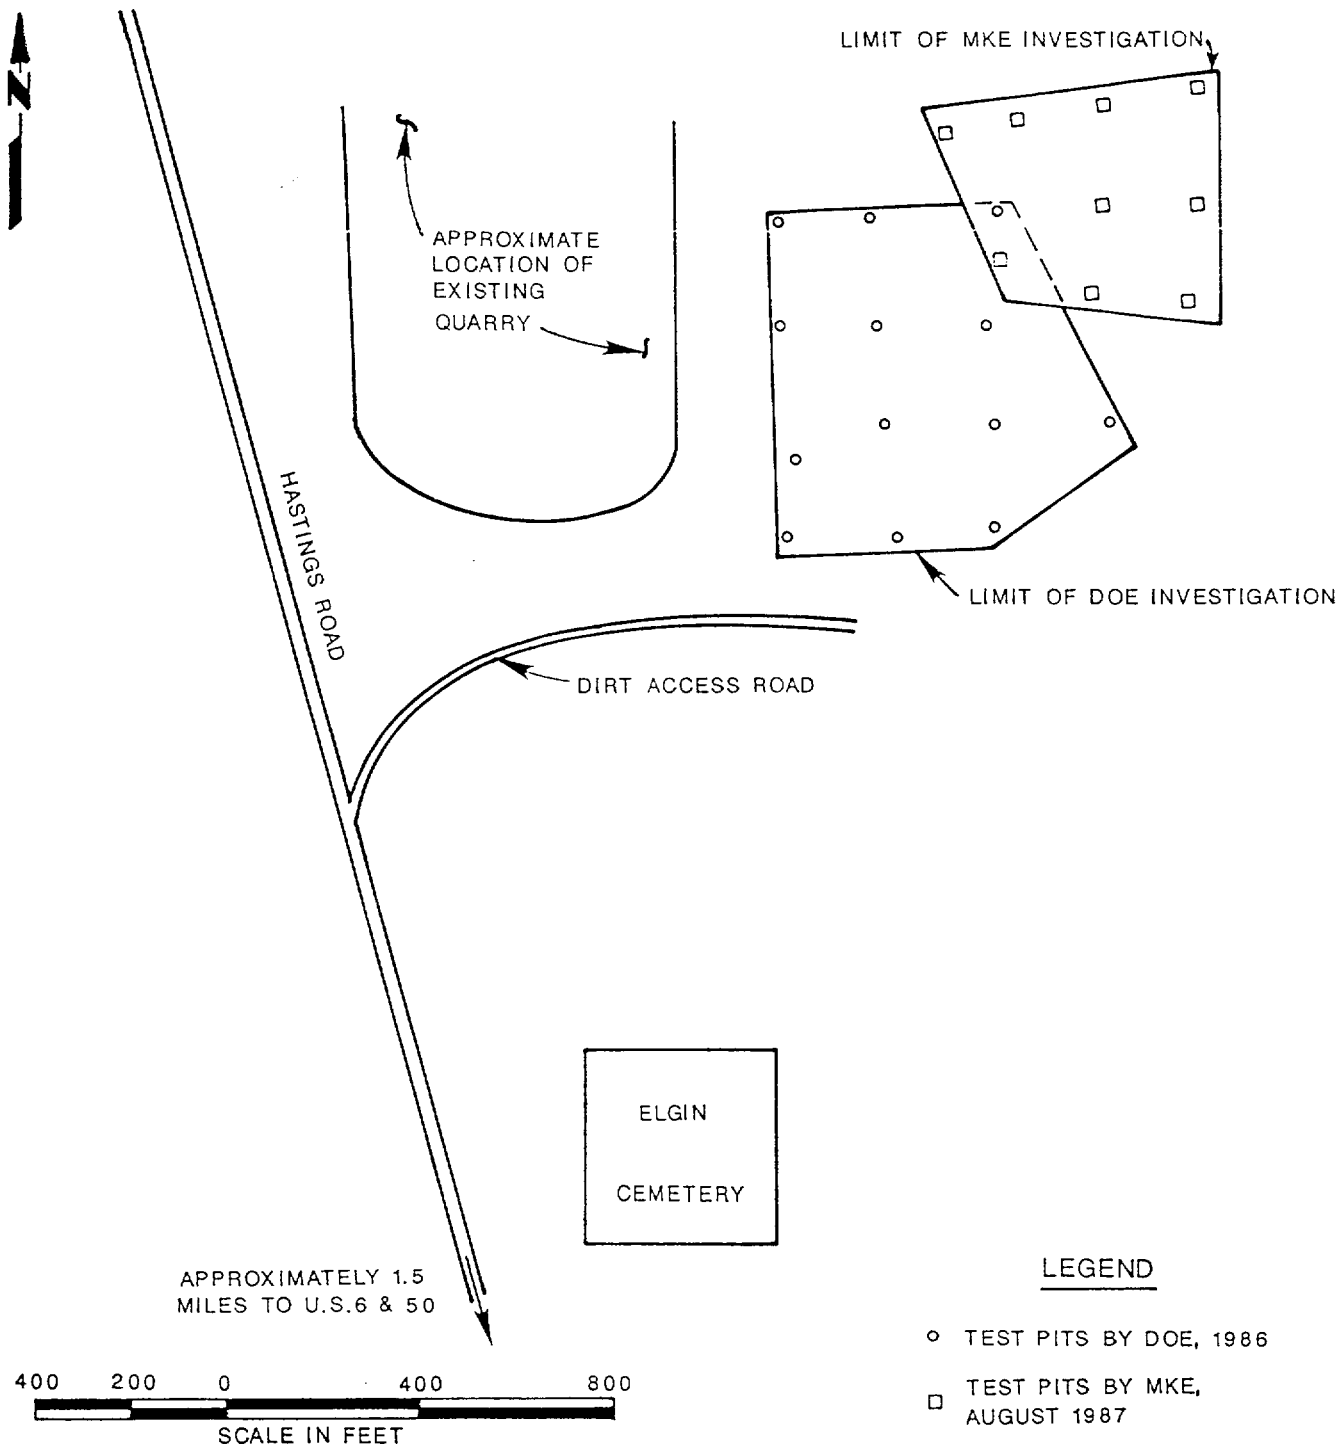 N
LIMIT OF MKE INVESTIGATION
APPROXIMATE
LOCATION OF
EXISTING
QUARRY
HASTINGS ROAD
LIMIT OF DOE INVESTIGATION
DIRT ACCESS ROAD
ELGIN
CEMETERY
APPROXIMATELY 1.5
MILES TO U.S.6 & 50
LEGEND
TEST PITS BY DOE, 1986
TEST PITS BY MKE,
AUGUST 1987
400 200 0 400 800
SCALE IN FEET